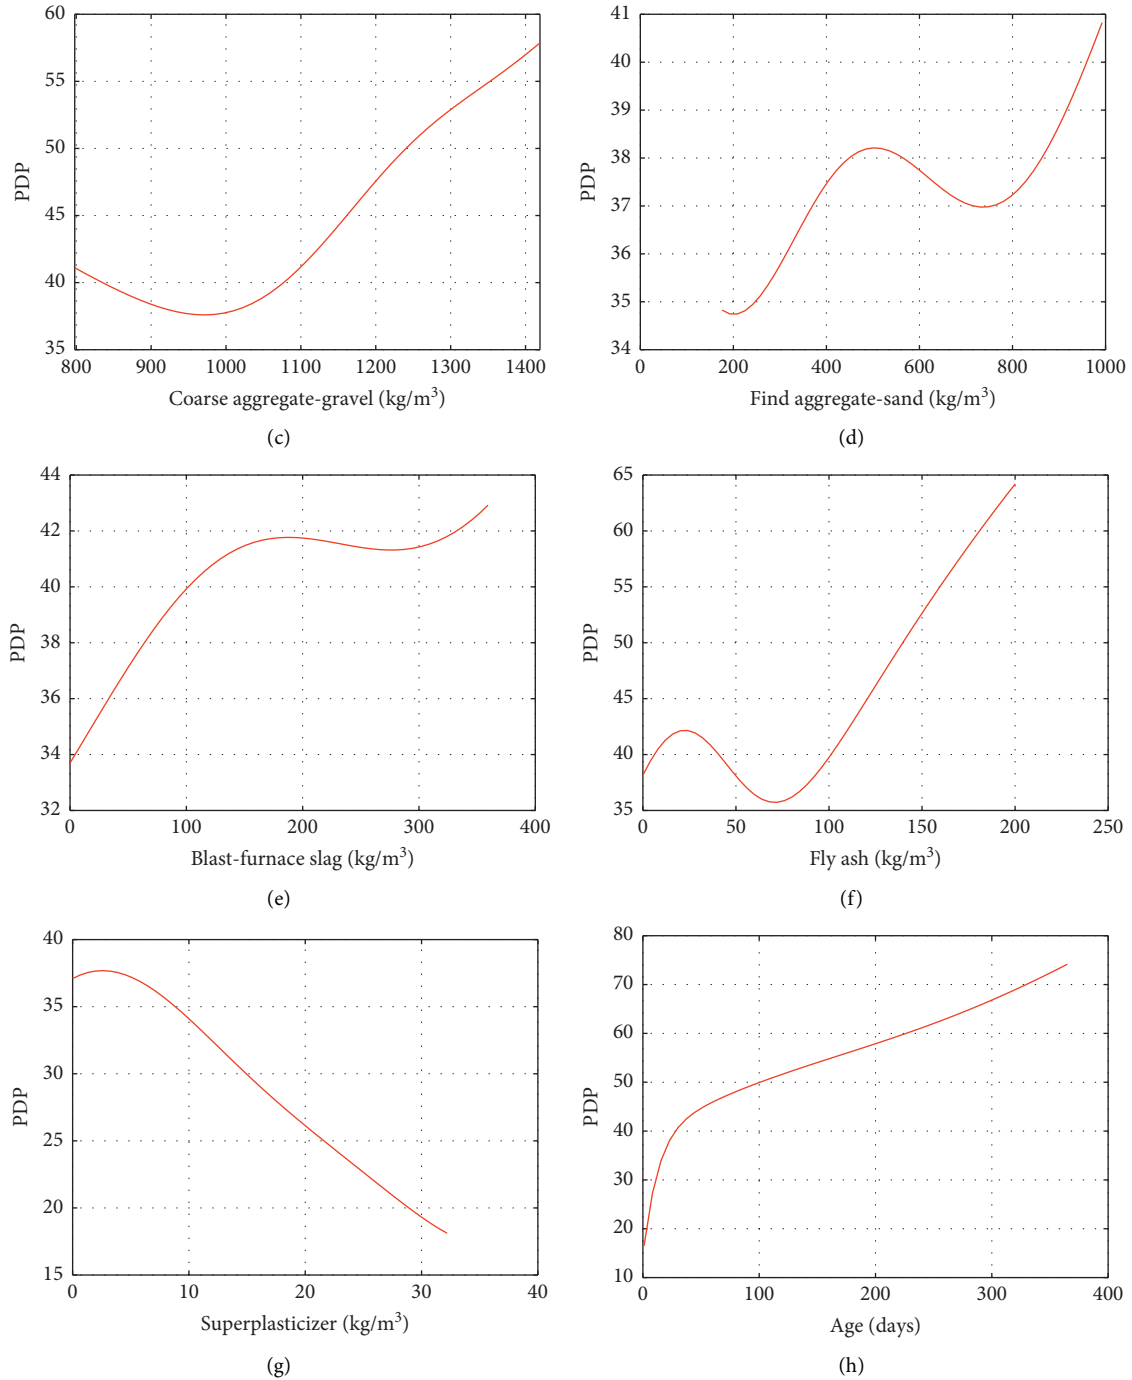 60
55
50
45
40
35
PDP
800 900 1000 1100 1200 1300 1400
Coarse aggregate-gravel (kg/m³)
(c)
41
40
39
38
37
36
35
34
PDP
0 200 400 600 800 1000
Find aggregate-sand (kg/m³)
(d)
44
42
40
38
36
34
32
PDP
0 100 200 300 400
Blast-furnace slag (kg/m³)
(e)
65
60
55
50
45
40
35
PDP
0 50 100 150 200 250
Fly ash (kg/m³)
(f)
40
35
30
25
20
15
PDP
0 10 20 30 40
Superplasticizer (kg/m³)
(g)
80
70
60
50
40
30
20
10
PDP
0 100 200 300 400
Age (days)
(h)